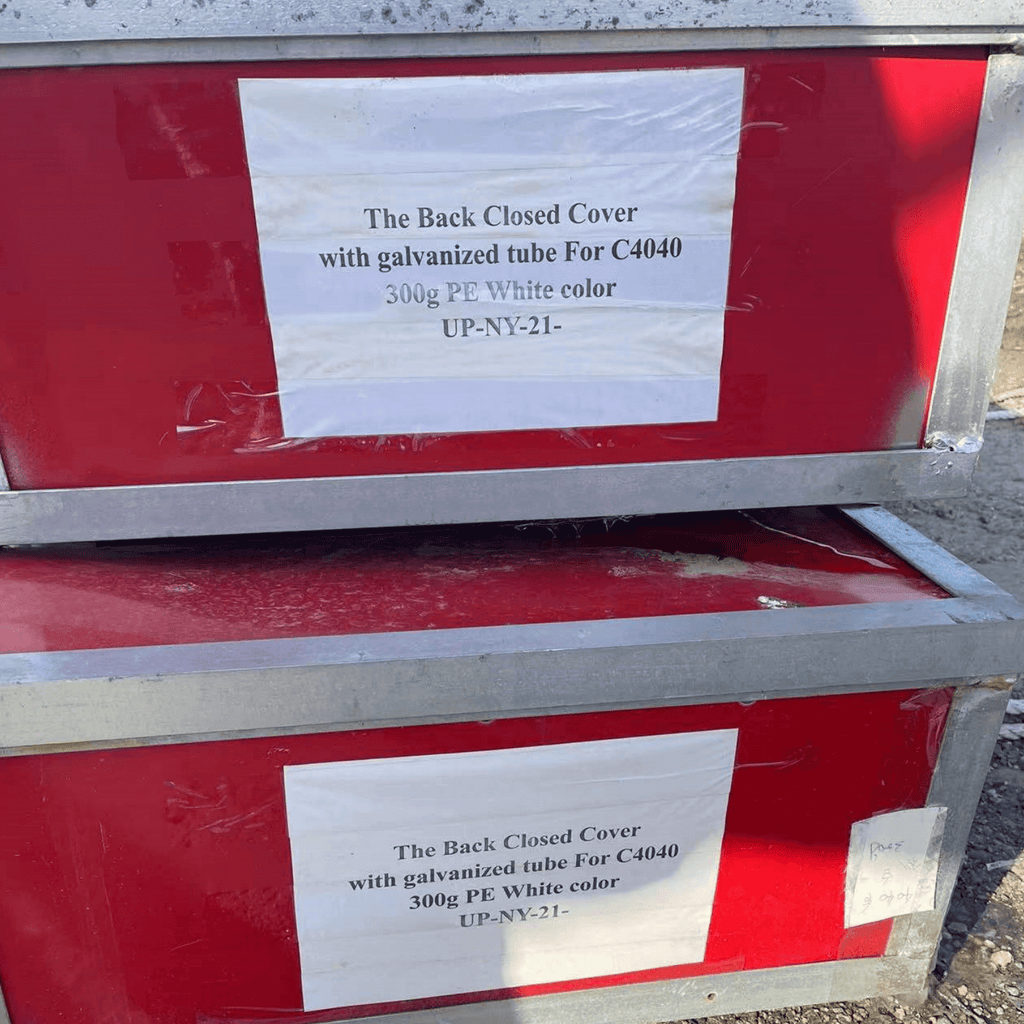 The Back Closed Cover
with galvanized tube For C4040
300g PE White color
UP-NY-21-
The Back Closed Cover
with galvanized tube For C4040
300g PE White color
UP-NY-21-